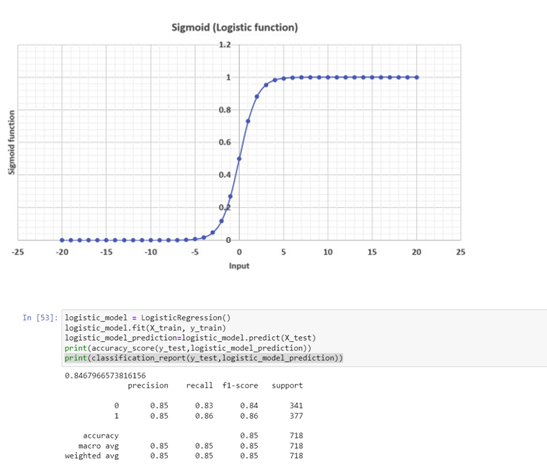 Sigmoid (Logistic function)
1.2
1
0.8
0.6
0.4
0.2
0
-25 -20 -15 -10 -5 0 5 10 15 20 25
Sigmoid function
Input
In [53]: logistic_model = LogisticRegression()
logistic_model.fit(X_train, y_train)
logistic_model_prediction=logistic_model.predict(X_test)
print(accuracy_score(y_test,logistic_model_prediction))
print(classification_report(y_test,logistic_model_prediction))
0.8467966573816156
precision recall f1-score support
0 0.85 0.83 0.84 341
1 0.85 0.86 0.86 377
accuracy 0.85 718
macro avg 0.85 0.85 0.85 718
weighted avg 0.85 0.85 0.85 718